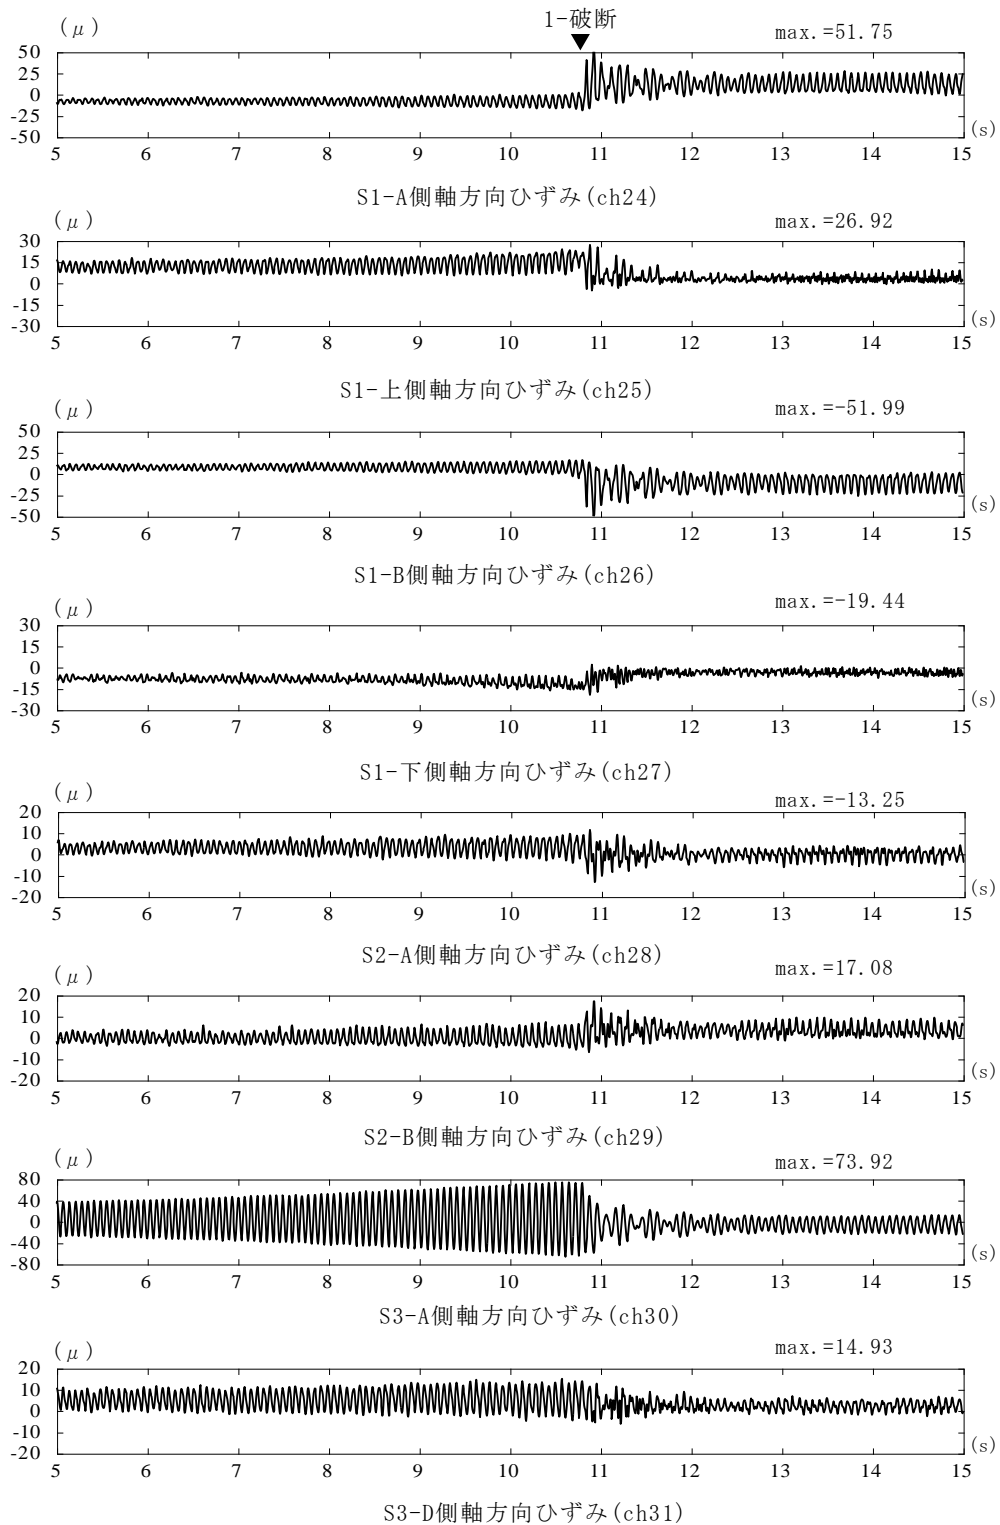 1-破断
(μ) max.=51.75
50
25
0
-25
-50
(s)
5 6 7 8 9 10 11 12 13 14 15
S1-A側軸方向ひずみ(ch24)
(μ) max.=26.92
30
15
0
-15
-30
(s)
5 6 7 8 9 10 11 12 13 14 15
S1-上側軸方向ひずみ(ch25)
(μ) max.=-51.99
50
25
0
-25
-50
(s)
5 6 7 8 9 10 11 12 13 14 15
S1-B側軸方向ひずみ(ch26)
(μ) max.=-19.44
30
15
0
-15
-30
(s)
5 6 7 8 9 10 11 12 13 14 15
S1-下側軸方向ひずみ(ch27)
(μ) max.=-13.25
20
10
0
-10
-20
(s)
5 6 7 8 9 10 11 12 13 14 15
S2-A側軸方向ひずみ(ch28)
(μ) max.=17.08
20
10
0
-10
-20
(s)
5 6 7 8 9 10 11 12 13 14 15
S2-B側軸方向ひずみ(ch29)
(μ) max.=73.92
80
40
0
-40
-80
(s)
5 6 7 8 9 10 11 12 13 14 15
S3-A側軸方向ひずみ(ch30)
(μ) max.=14.93
20
10
0
-10
-20
(s)
5 6 7 8 9 10 11 12 13 14 15
S3-D側軸方向ひずみ(ch31)